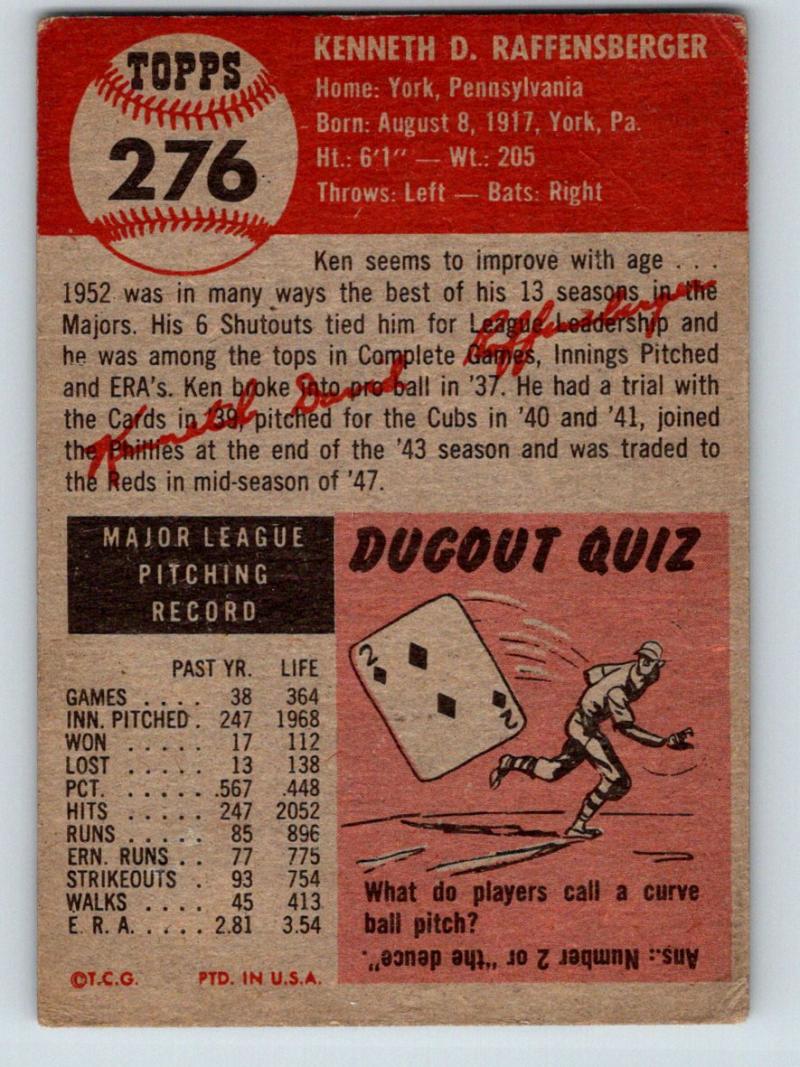 TOPPS
276
KENNETH D. RAFFENSBERGER
Home: York, Pennsylvania
Born: August 8, 1917, York, Pa.
Ht.: 6'1" — Wt.: 205
Throws: Left — Bats: Right
Ken seems to improve with age . . .
1952 was in many ways the best of his 13 seasons in the
Majors. His 6 Shutouts tied him for League Leadership and
he was among the tops in Complete Games, Innings Pitched
and ERA's. Ken broke into pro ball in '37. He had a trial with
the Cards in '39, pitched for the Cubs in '40 and '41, joined
the Phillies at the end of the '43 season and was traded to
the Reds in mid-season of '47.
Kenneth David Raffensberger
MAJOR LEAGUE
PITCHING
RECORD
PAST YR. LIFE
GAMES . . . . 38 364
INN. PITCHED . 247 1968
WON . . . . . 17 112
LOST . . . . . 13 138
PCT. . . . . . .567 .448
HITS . . . . . 247 2052
RUNS . . . . . 85 896
ERN. RUNS . . 77 775
STRIKEOUTS . 93 754
WALKS . . . . 45 413
E. R. A. . . . . . 2.81 3.54
©T.C.G. PTD. IN U.S.A.
DUGOUT QUIZ
2
2
What do players call a curve
ball pitch?
Ans.: Number 2 or "the deuce".